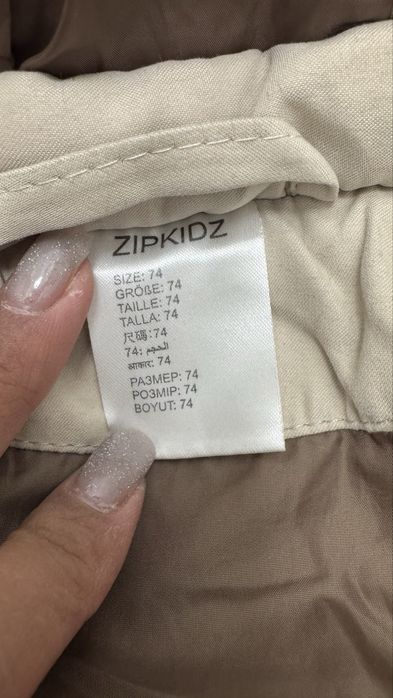 ZIPKIDZ
SIZE: 74
GRÖßE: 74
TAILLE: 74
TALLA: 74
尺碼:74
74: الحجم
आकार: 74
РАЗМЕР: 74
РОЗМІР: 74
BOYUT: 74